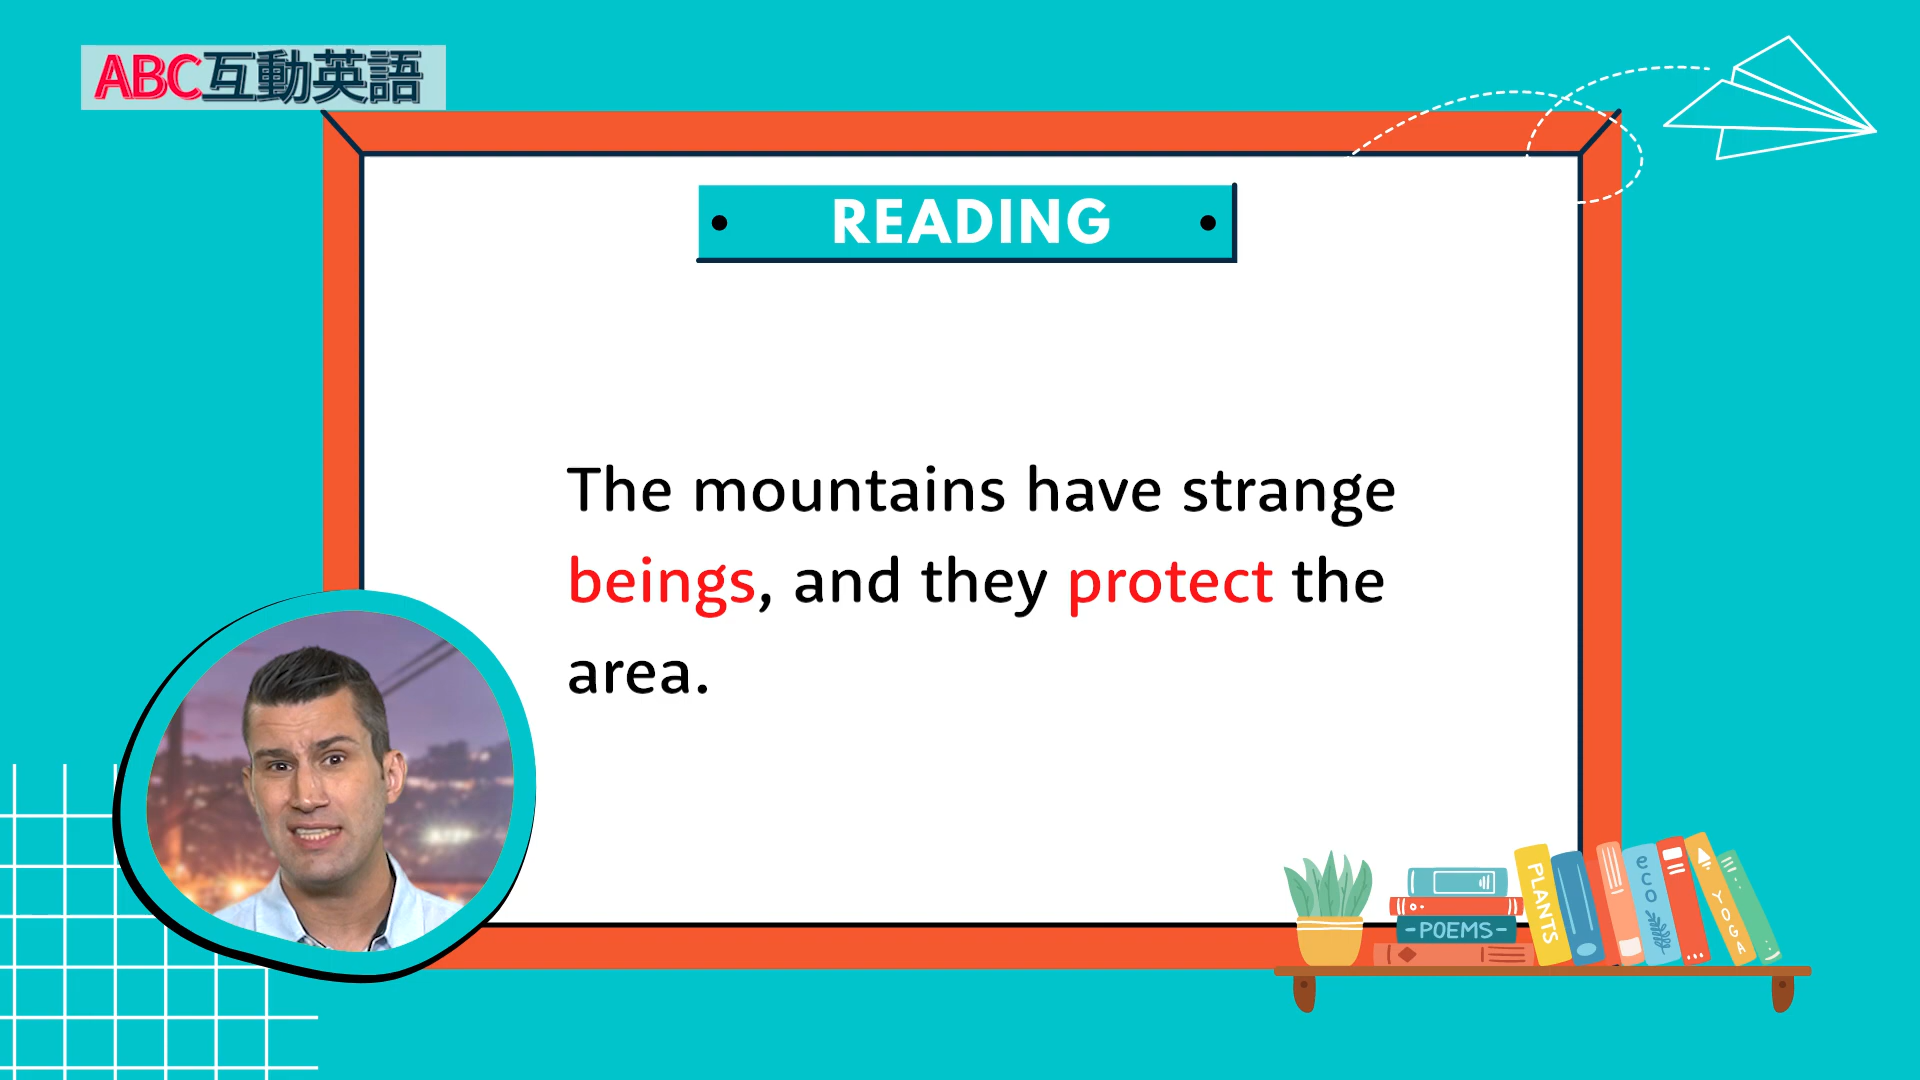 ABC互動英語
READING
The mountains have strange
beings, and they protect the
area.
PLANTS
eco
YOGA
-POEMS-